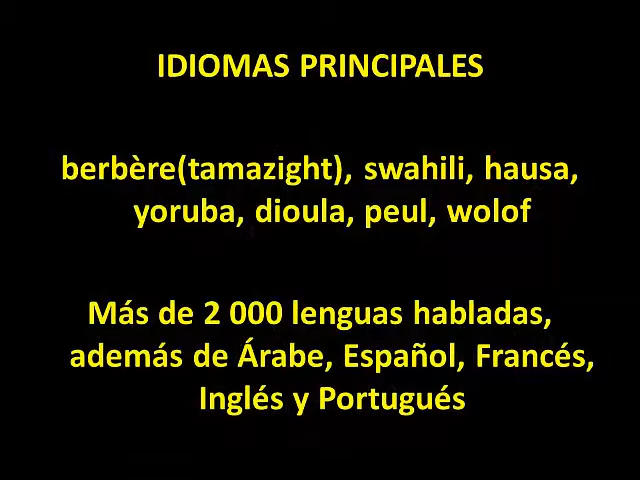 IDIOMAS PRINCIPALES
berbère(tamazight), swahili, hausa,
yoruba, dioula, peul, wolof
Más de 2 000 lenguas habladas,
además de Árabe, Español, Francés,
Inglés y Portugués